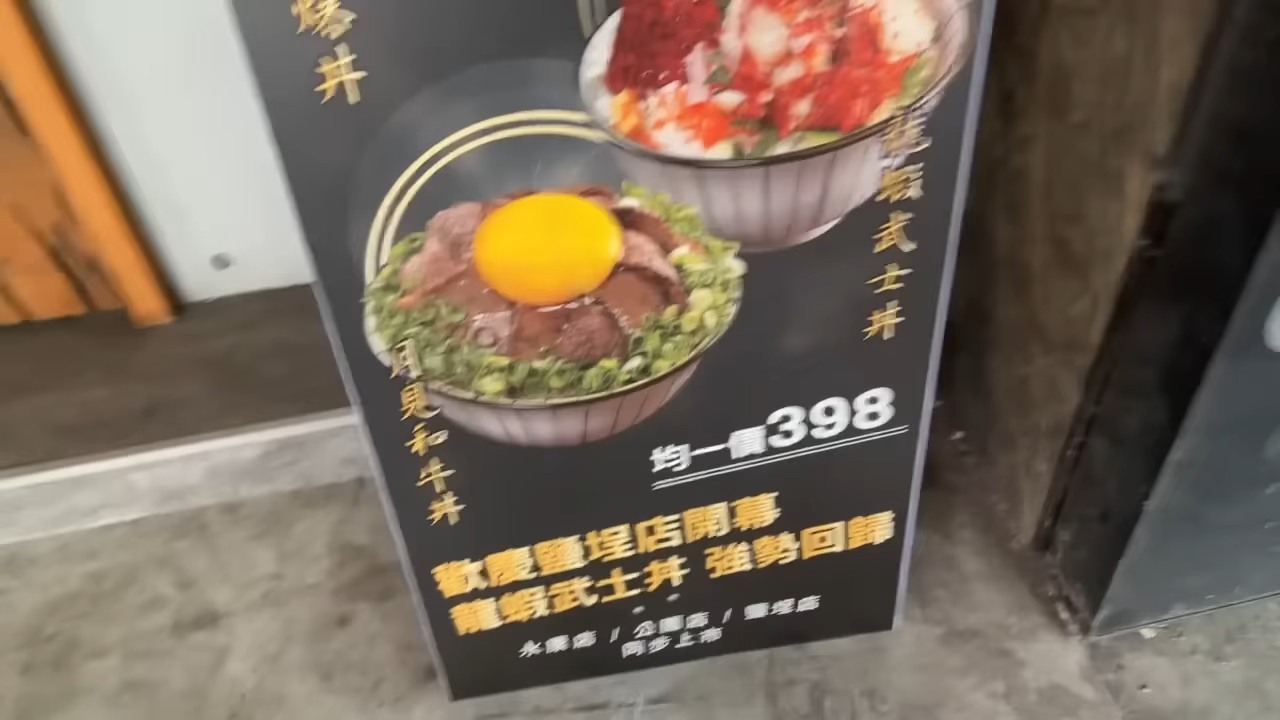 丼
龍蝦武士丼
月見和牛丼
均一價398
歡慶鹽埕店開幕
龍蝦武士丼 強勢回歸
永康店 / 公園店 / 鹽埕店
同步上市